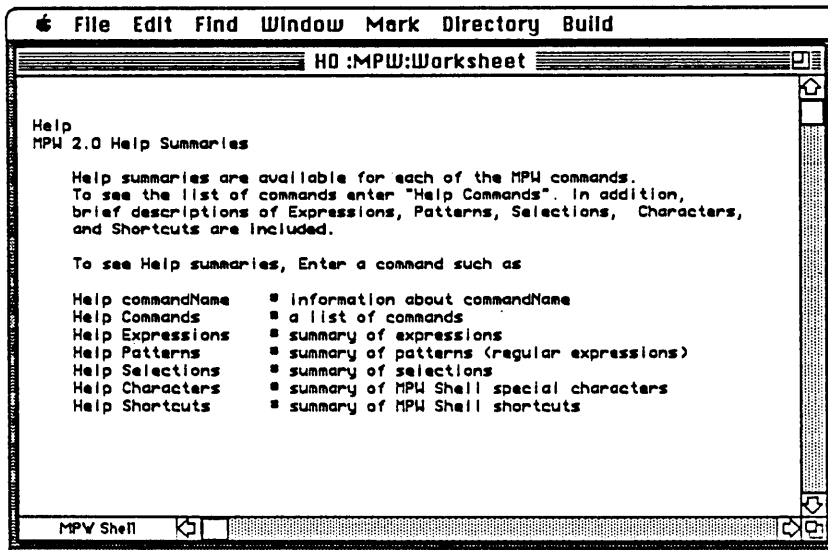 File Edit Find Window Mark Directory Build
HD :MPW:Worksheet
Help
MPW 2.0 Help Summaries
Help summaries are available for each of the MPW commands.
To see the list of commands enter "Help Commands". In addition,
brief descriptions of Expressions, Patterns, Selections, Characters,
and Shortcuts are included.
To see Help summaries, Enter a command such as
Help commandName # information about commandName
Help Commands # a list of commands
Help Expressions # summary of expressions
Help Patterns # summary of patterns (regular expressions)
Help Selections # summary of selections
Help Characters # summary of MPW Shell special characters
Help Shortcuts # summary of MPW Shell shortcuts
MPW Shell